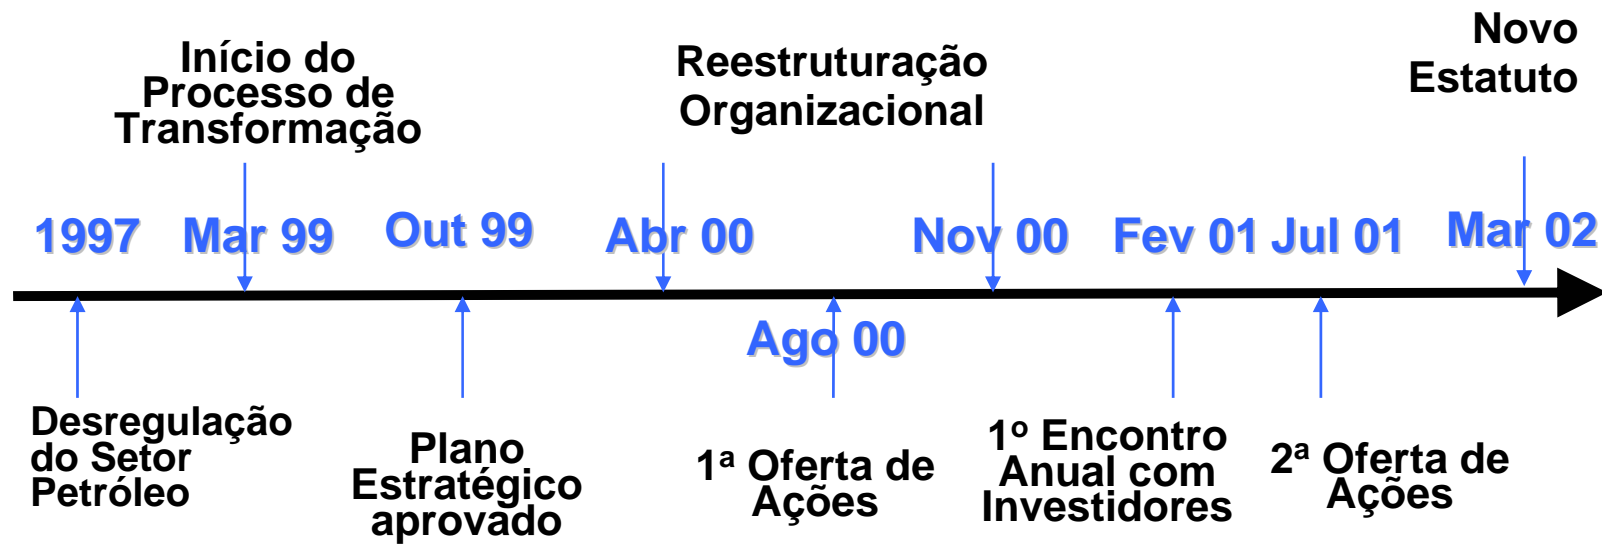 Início do
Processo de
Transformação
Reestruturação
Organizacional
Novo
Estatuto
1997 Mar 99 Out 99 Abr 00 Nov 00 Fev 01 Jul 01 Mar 02
Ago 00
Desregulação
do Setor
Petróleo
Plano
Estratégico
aprovado
1ª Oferta de
Ações
1º Encontro
Anual com
Investidores
2ª Oferta de
Ações